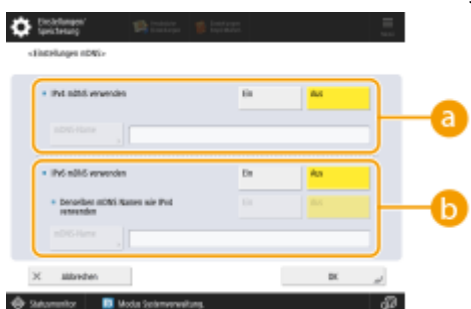 Einstellungen/
Speicherung
<Einstellungen mDNS>
IPv4 mDNS verwenden
Ein
Aus
mDNS-Name
a
IPv6 mDNS verwenden
Ein
Aus
Denselben mDNS Namen wie IPv4
verwenden
Ein
Aus
mDNS-Name
b
Abbrechen
OK
Statusmonitor
Modus Systemverwaltung.